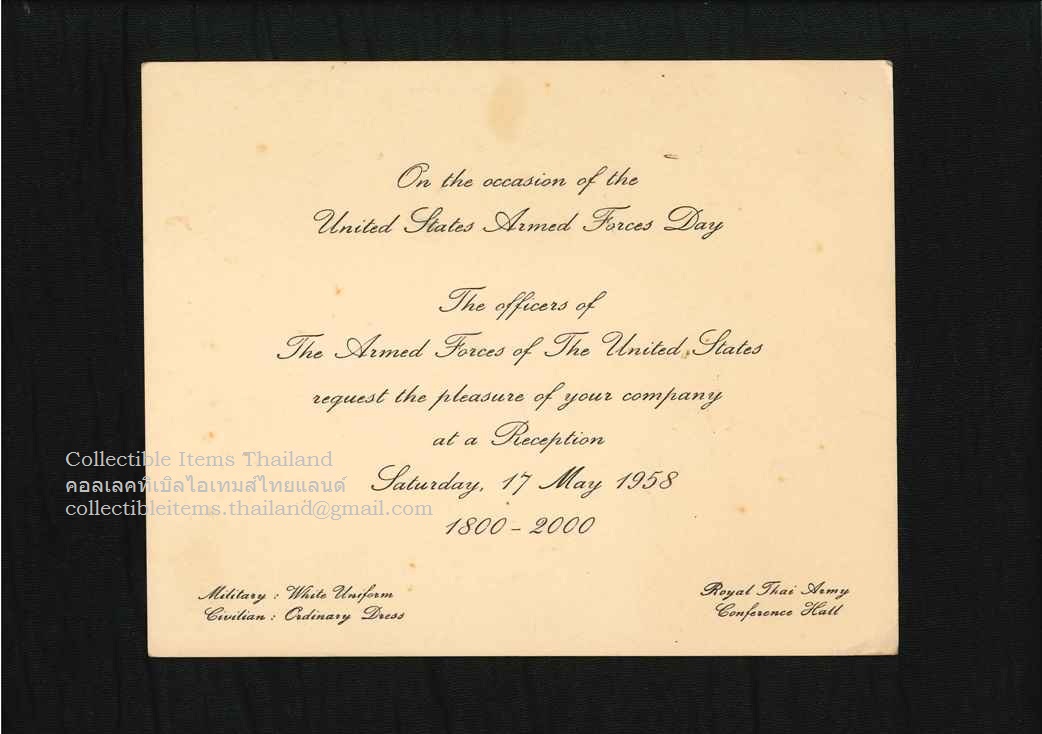 On the occasion of the
United States Armed Forces Day
The officers of
The Armed Forces of The United States
request the pleasure of your company
at a Reception
Saturday, 17 May 1958
1800 - 2000
Military : White Uniform
Civilian : Ordinary Dress
Royal Thai Army
Conference Hall
Collectible Items Thailand
คอลเลคทิเบิลไอเทมส์ไทยแลนด์
collectibleitems.thailand@gmail.com